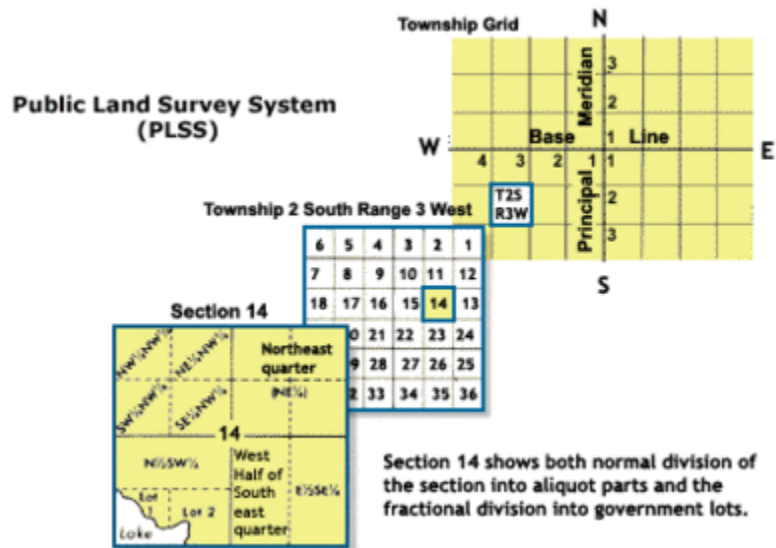 Township Grid
N
Public Land Survey System
(PLSS)
Meridian
3
2
1
W
Base Line
E
4 3 2 1 1
T2S
R3W
Principal
2
3
S
Township 2 South Range 3 West
6 5 4 3 2 1
7 8 9 10 11 12
18 17 16 15 14 13
0 21 22 23 24
9 28 27 26 25
2 33 34 35 36
Section 14
NW¼NW¼
NE¼NW¼
Northeast
quarter
(NE¼)
SW¼NW¼
SE¼NW¼
14
N½SW¼
West
Half of
South
east
quarter
E½SE¼
Lot
1
Lot 2
Lake
Section 14 shows both normal division of
the section into aliquot parts and the
fractional division into government lots.